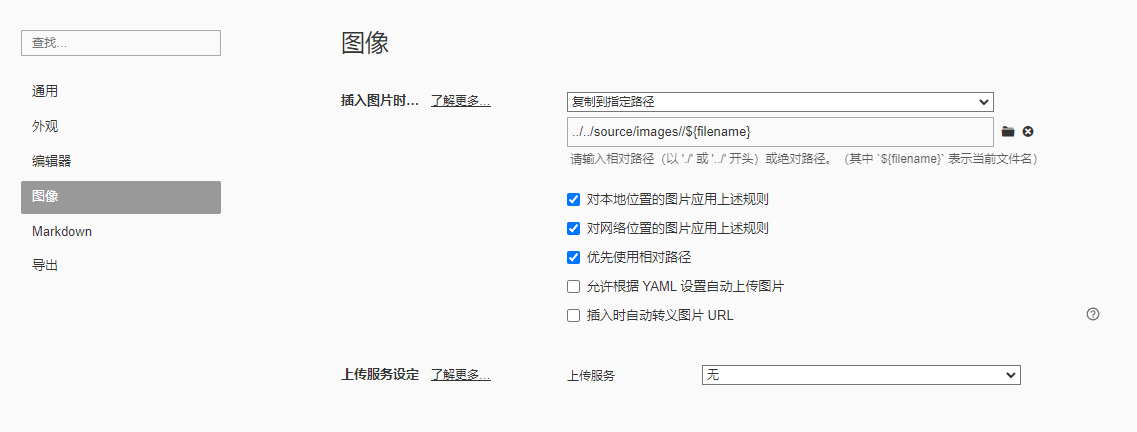 查找...
通用
外观
编辑器
图像
Markdown
导出
图像
插入图片时... 了解更多... 复制到指定路径
../../source/images//${filename}
请输入相对路径（以 './' 或 '../' 开头）或绝对路径。（其中 `${filename}` 表示当前文件名）
对本地位置的图片应用上述规则
对网络位置的图片应用上述规则
优先使用相对路径
允许根据 YAML 设置自动上传图片
插入时自动转义图片 URL
上传服务设定 了解更多... 上传服务 无